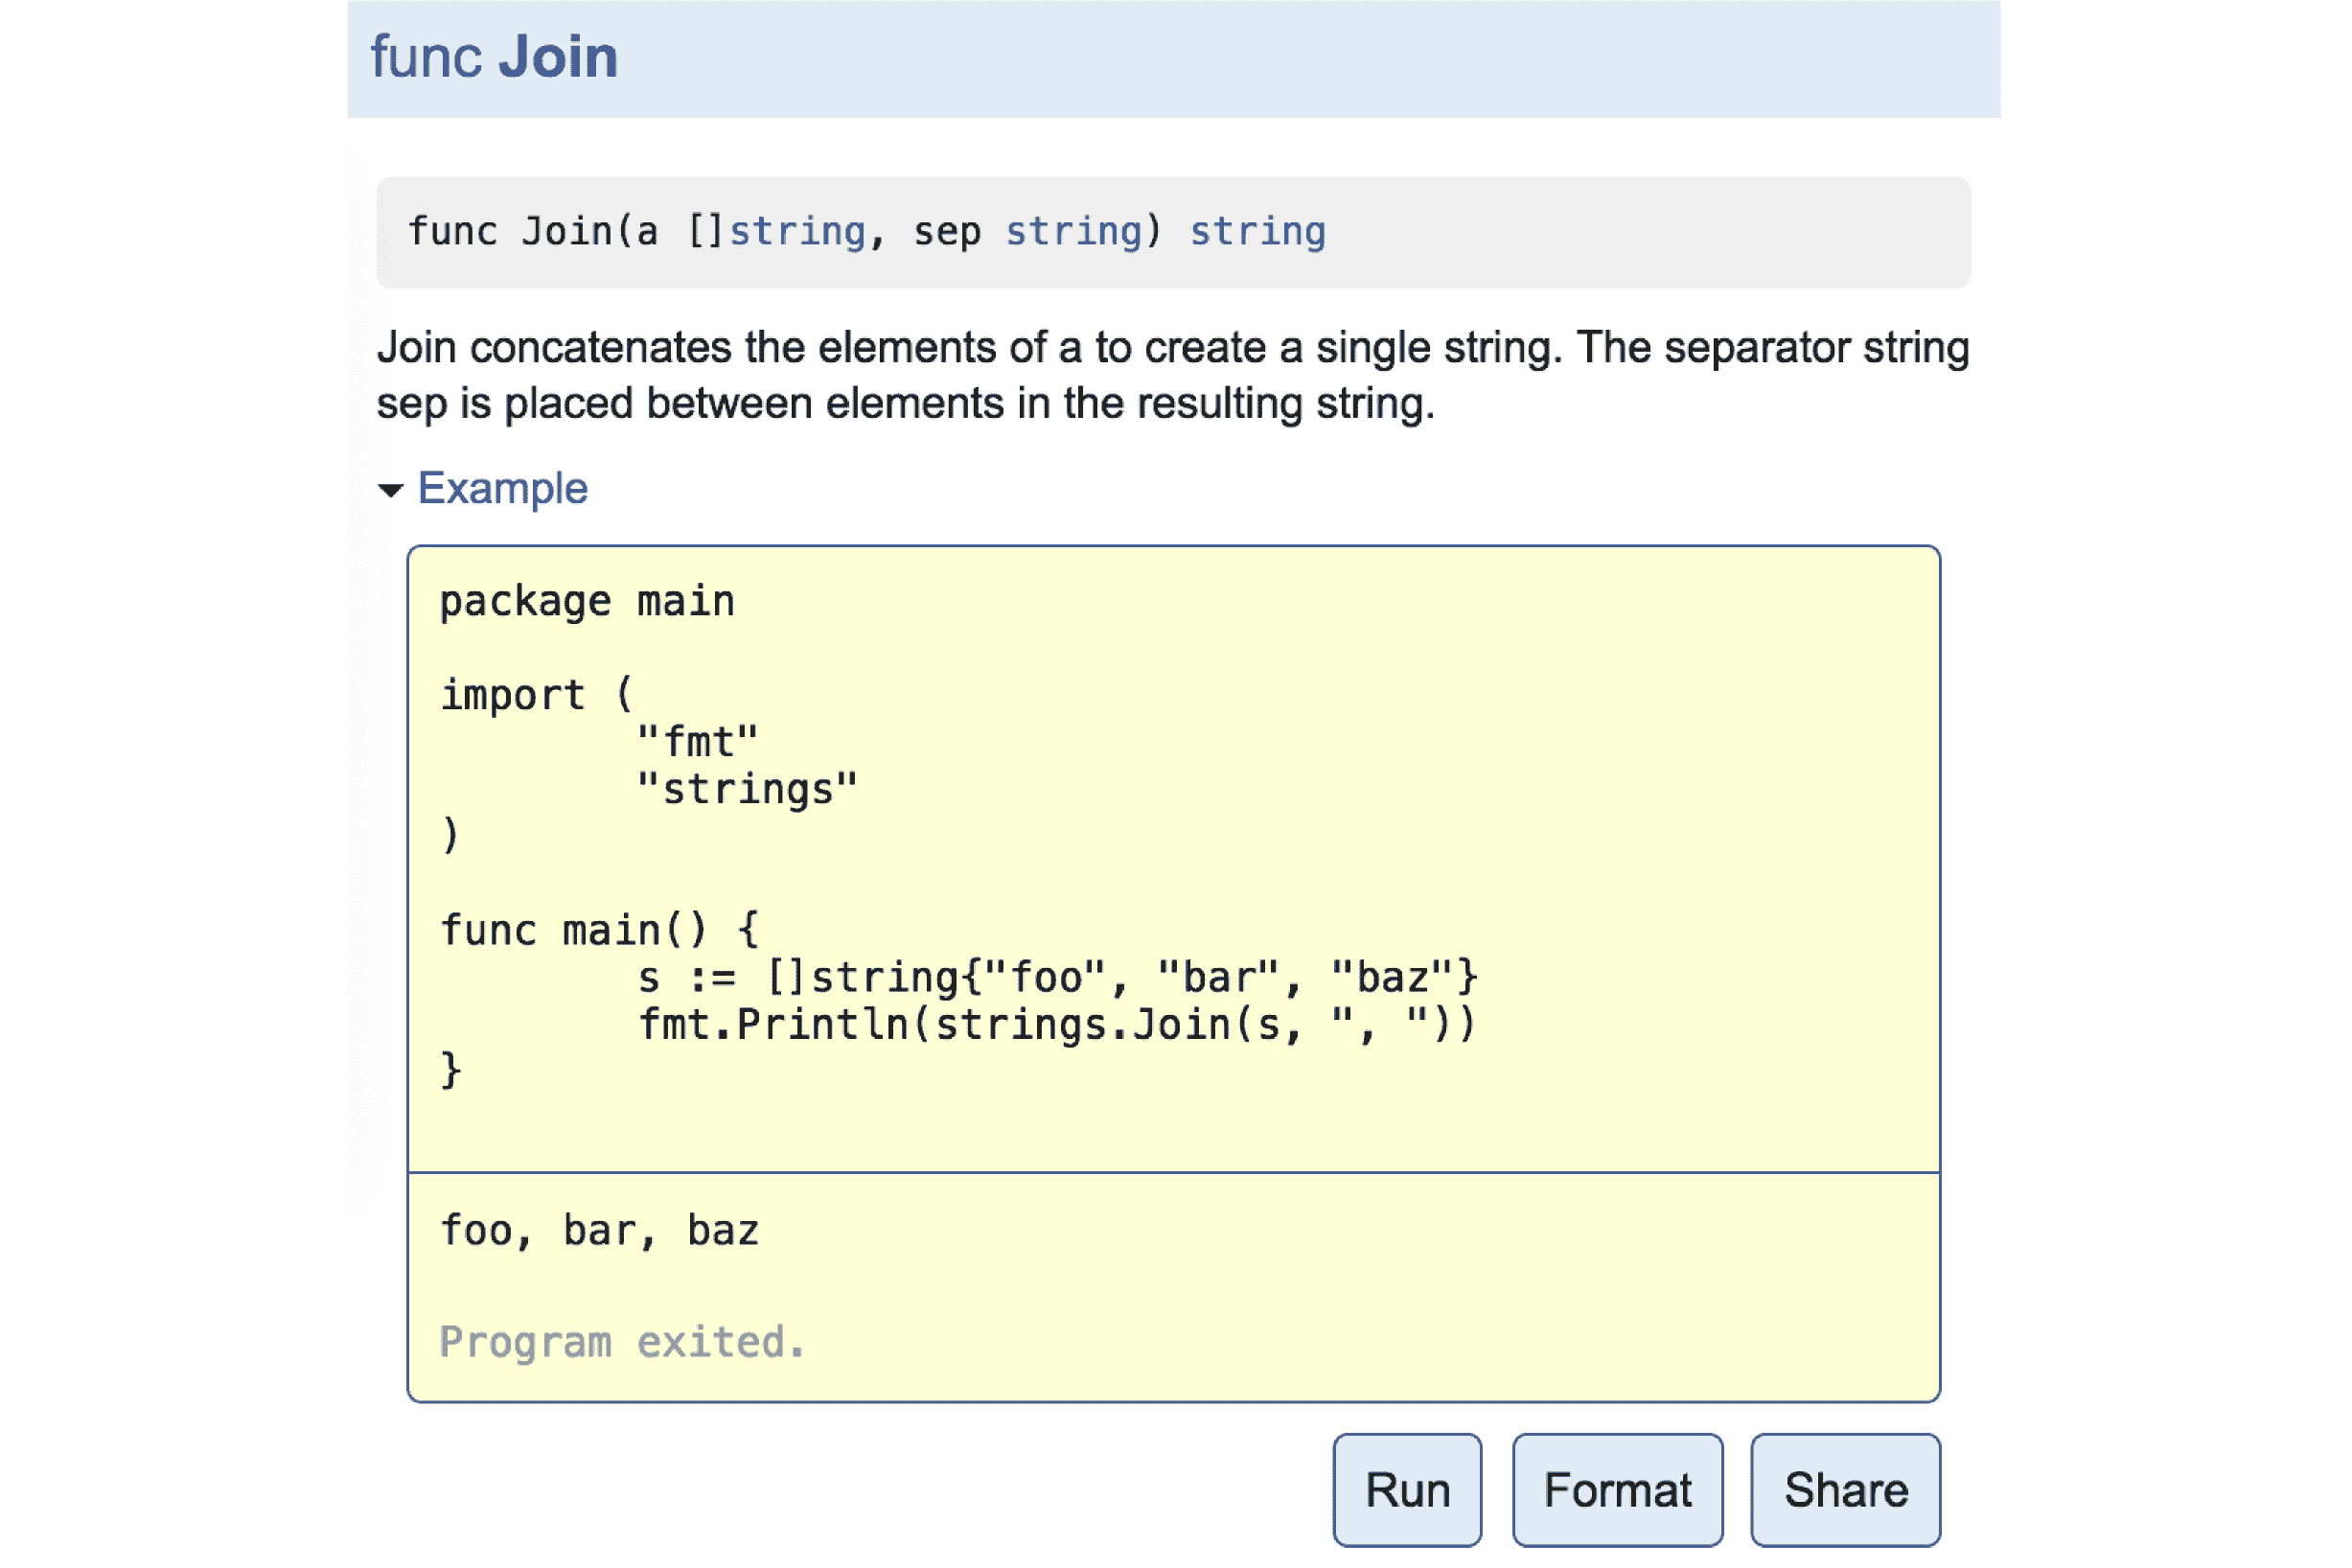 func Join
func Join(a []string, sep string) string
Join concatenates the elements of a to create a single string. The separator string
sep is placed between elements in the resulting string.
Example
package main
import (
"fmt"
"strings"
)
func main() {
s := []string{"foo", "bar", "baz"}
fmt.Println(strings.Join(s, ", "))
}
foo, bar, baz
Program exited.
Run Format Share